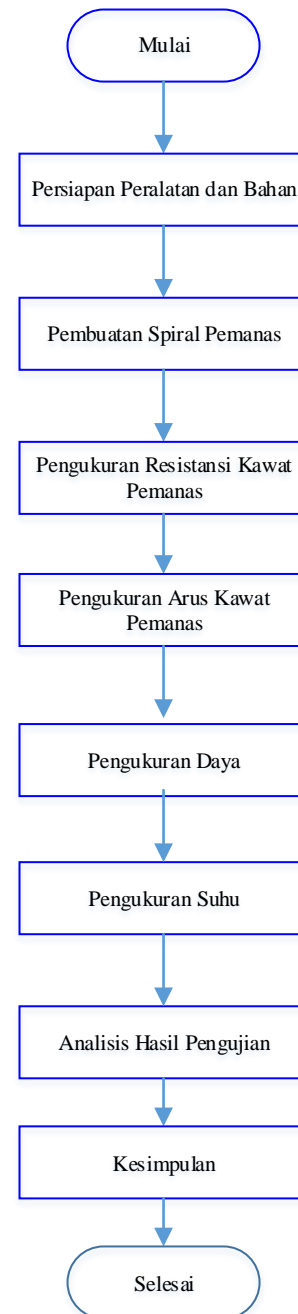 Mulai
Persiapan Peralatan dan Bahan
Pembuatan Spiral Pemanas
Pengukuran Resistansi Kawat
Pemanas
Pengukuran Arus Kawat
Pemanas
Pengukuran Daya
Pengukuran Suhu
Analisis Hasil Pengujian
Kesimpulan
Selesai